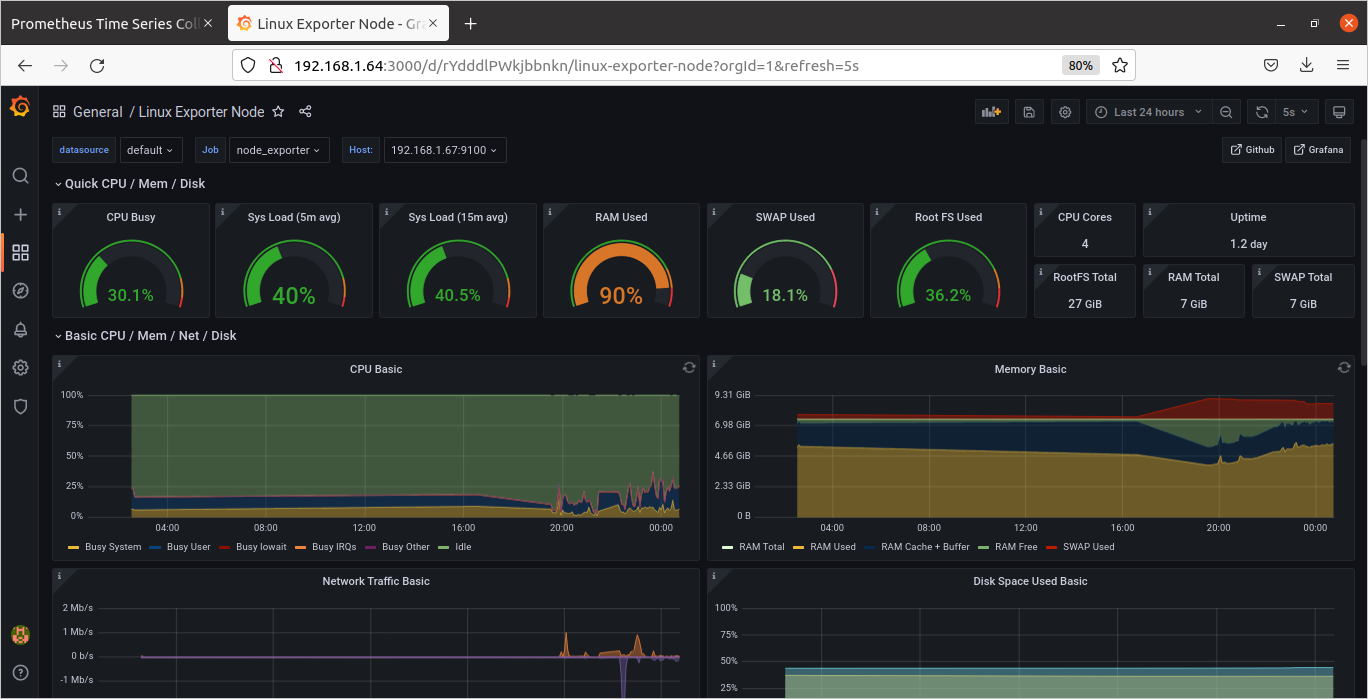 Prometheus Time Series Col
Linux Exporter Node - Gra
192.168.1.64:3000/d/rYdddlPWkjbbnkn/linux-exporter-node?orgId=1&refresh=5s
80%
General / Linux Exporter Node
Last 24 hours
5s
datasource default Job node_exporter Host: 192.168.1.67:9100
Github Grafana
Quick CPU / Mem / Disk
CPU Busy
30.1%
Sys Load (5m avg)
40%
Sys Load (15m avg)
40.5%
RAM Used
90%
SWAP Used
18.1%
Root FS Used
36.2%
CPU Cores
4
Uptime
1.2 day
RootFS Total
27 GiB
RAM Total
7 GiB
SWAP Total
7 GiB
Basic CPU / Mem / Net / Disk
CPU Basic
100%
75%
50%
25%
0%
04:00 08:00 12:00 16:00 20:00 00:00
Busy System Busy User Busy Iowait Busy IRQs Busy Other Idle
Memory Basic
9.31 GiB
6.98 GiB
4.66 GiB
2.33 GiB
0 B
04:00 08:00 12:00 16:00 20:00 00:00
RAM Total RAM Used RAM Cache + Buffer RAM Free SWAP Used
Network Traffic Basic
2 Mb/s
1 Mb/s
0 b/s
-1 Mb/s
Disk Space Used Basic
100%
75%
50%
25%